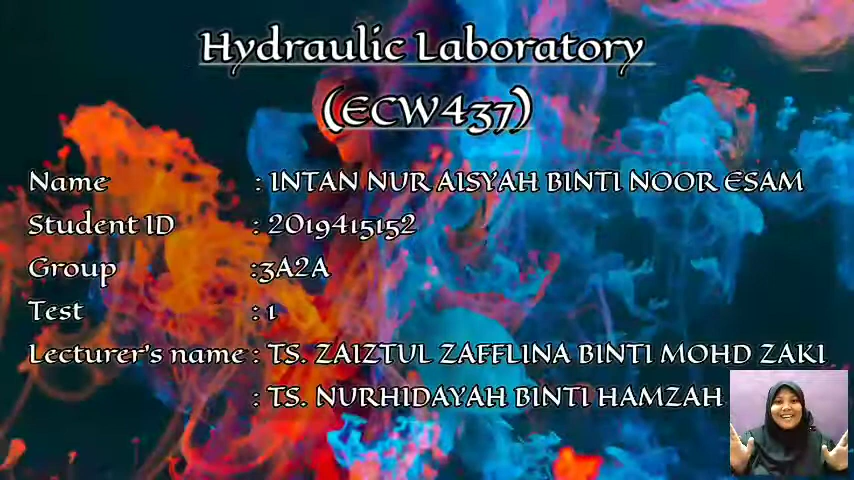 Hydraulic Laboratory
(ECW437)
Name : INTAN NUR AISYAH BINTI NOOR ESAM
Student ID : 2019415152
Group :3A2A
Test : 1
Lecturer's name : TS. ZAIZTUL ZAFFLINA BINTI MOHD ZAKI
: TS. NURHIDAYAH BINTI HAMZAH